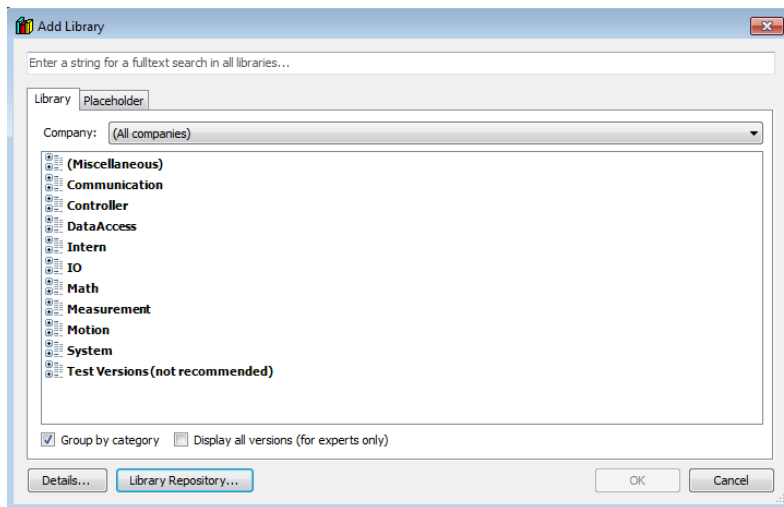 Add Library
Enter a string for a fulltext search in all libraries...
Library Placeholder
Company: (All companies)
(Miscellaneous)
Communication
Controller
DataAccess
Intern
IO
Math
Measurement
Motion
System
Test Versions (not recommended)
Group by category Display all versions (for experts only)
Details... Library Repository... OK Cancel